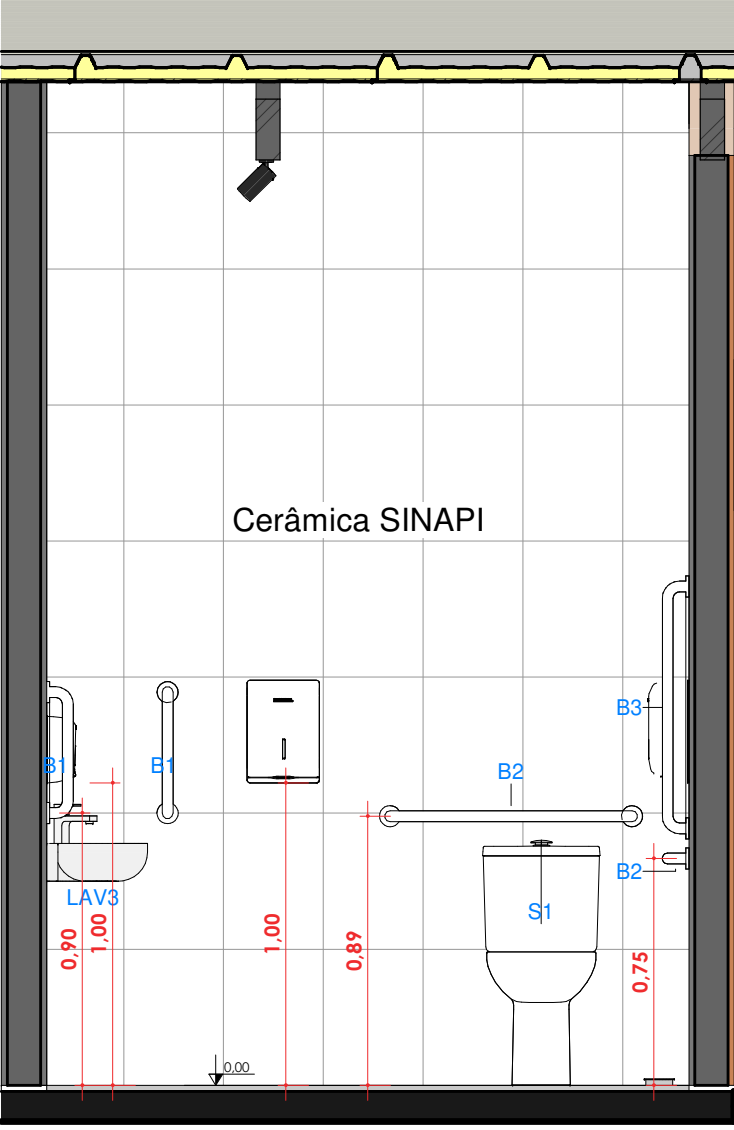 Cerâmica SINAPI
B3
B1
B1
B2
B2
LAV3
S1
0,90
1,00
1,00
0,89
0,75
0,00